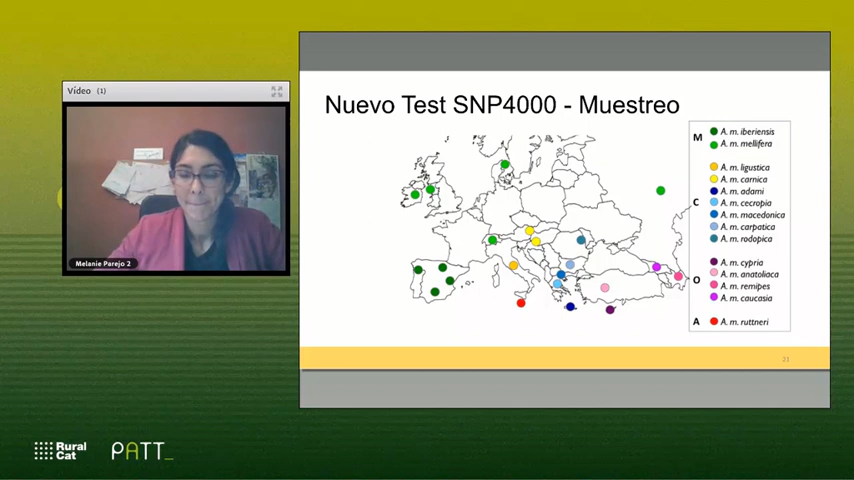 Vídeo (1)
Melanie Parejo 2
Nuevo Test SNP4000 - Muestreo
M
A. m. iberiensis
A. m. mellifera
C
A. m. ligustica
A. m. carnica
A. m. adami
A. m. cecropia
A. m. macedonica
A. m. carpatica
A. m. rodopica
O
A. m. cypria
A. m. anatoliaca
A. m. remipes
A. m. caucasia
A
A. m. ruttneri
21
Rural
Cat
PATT_